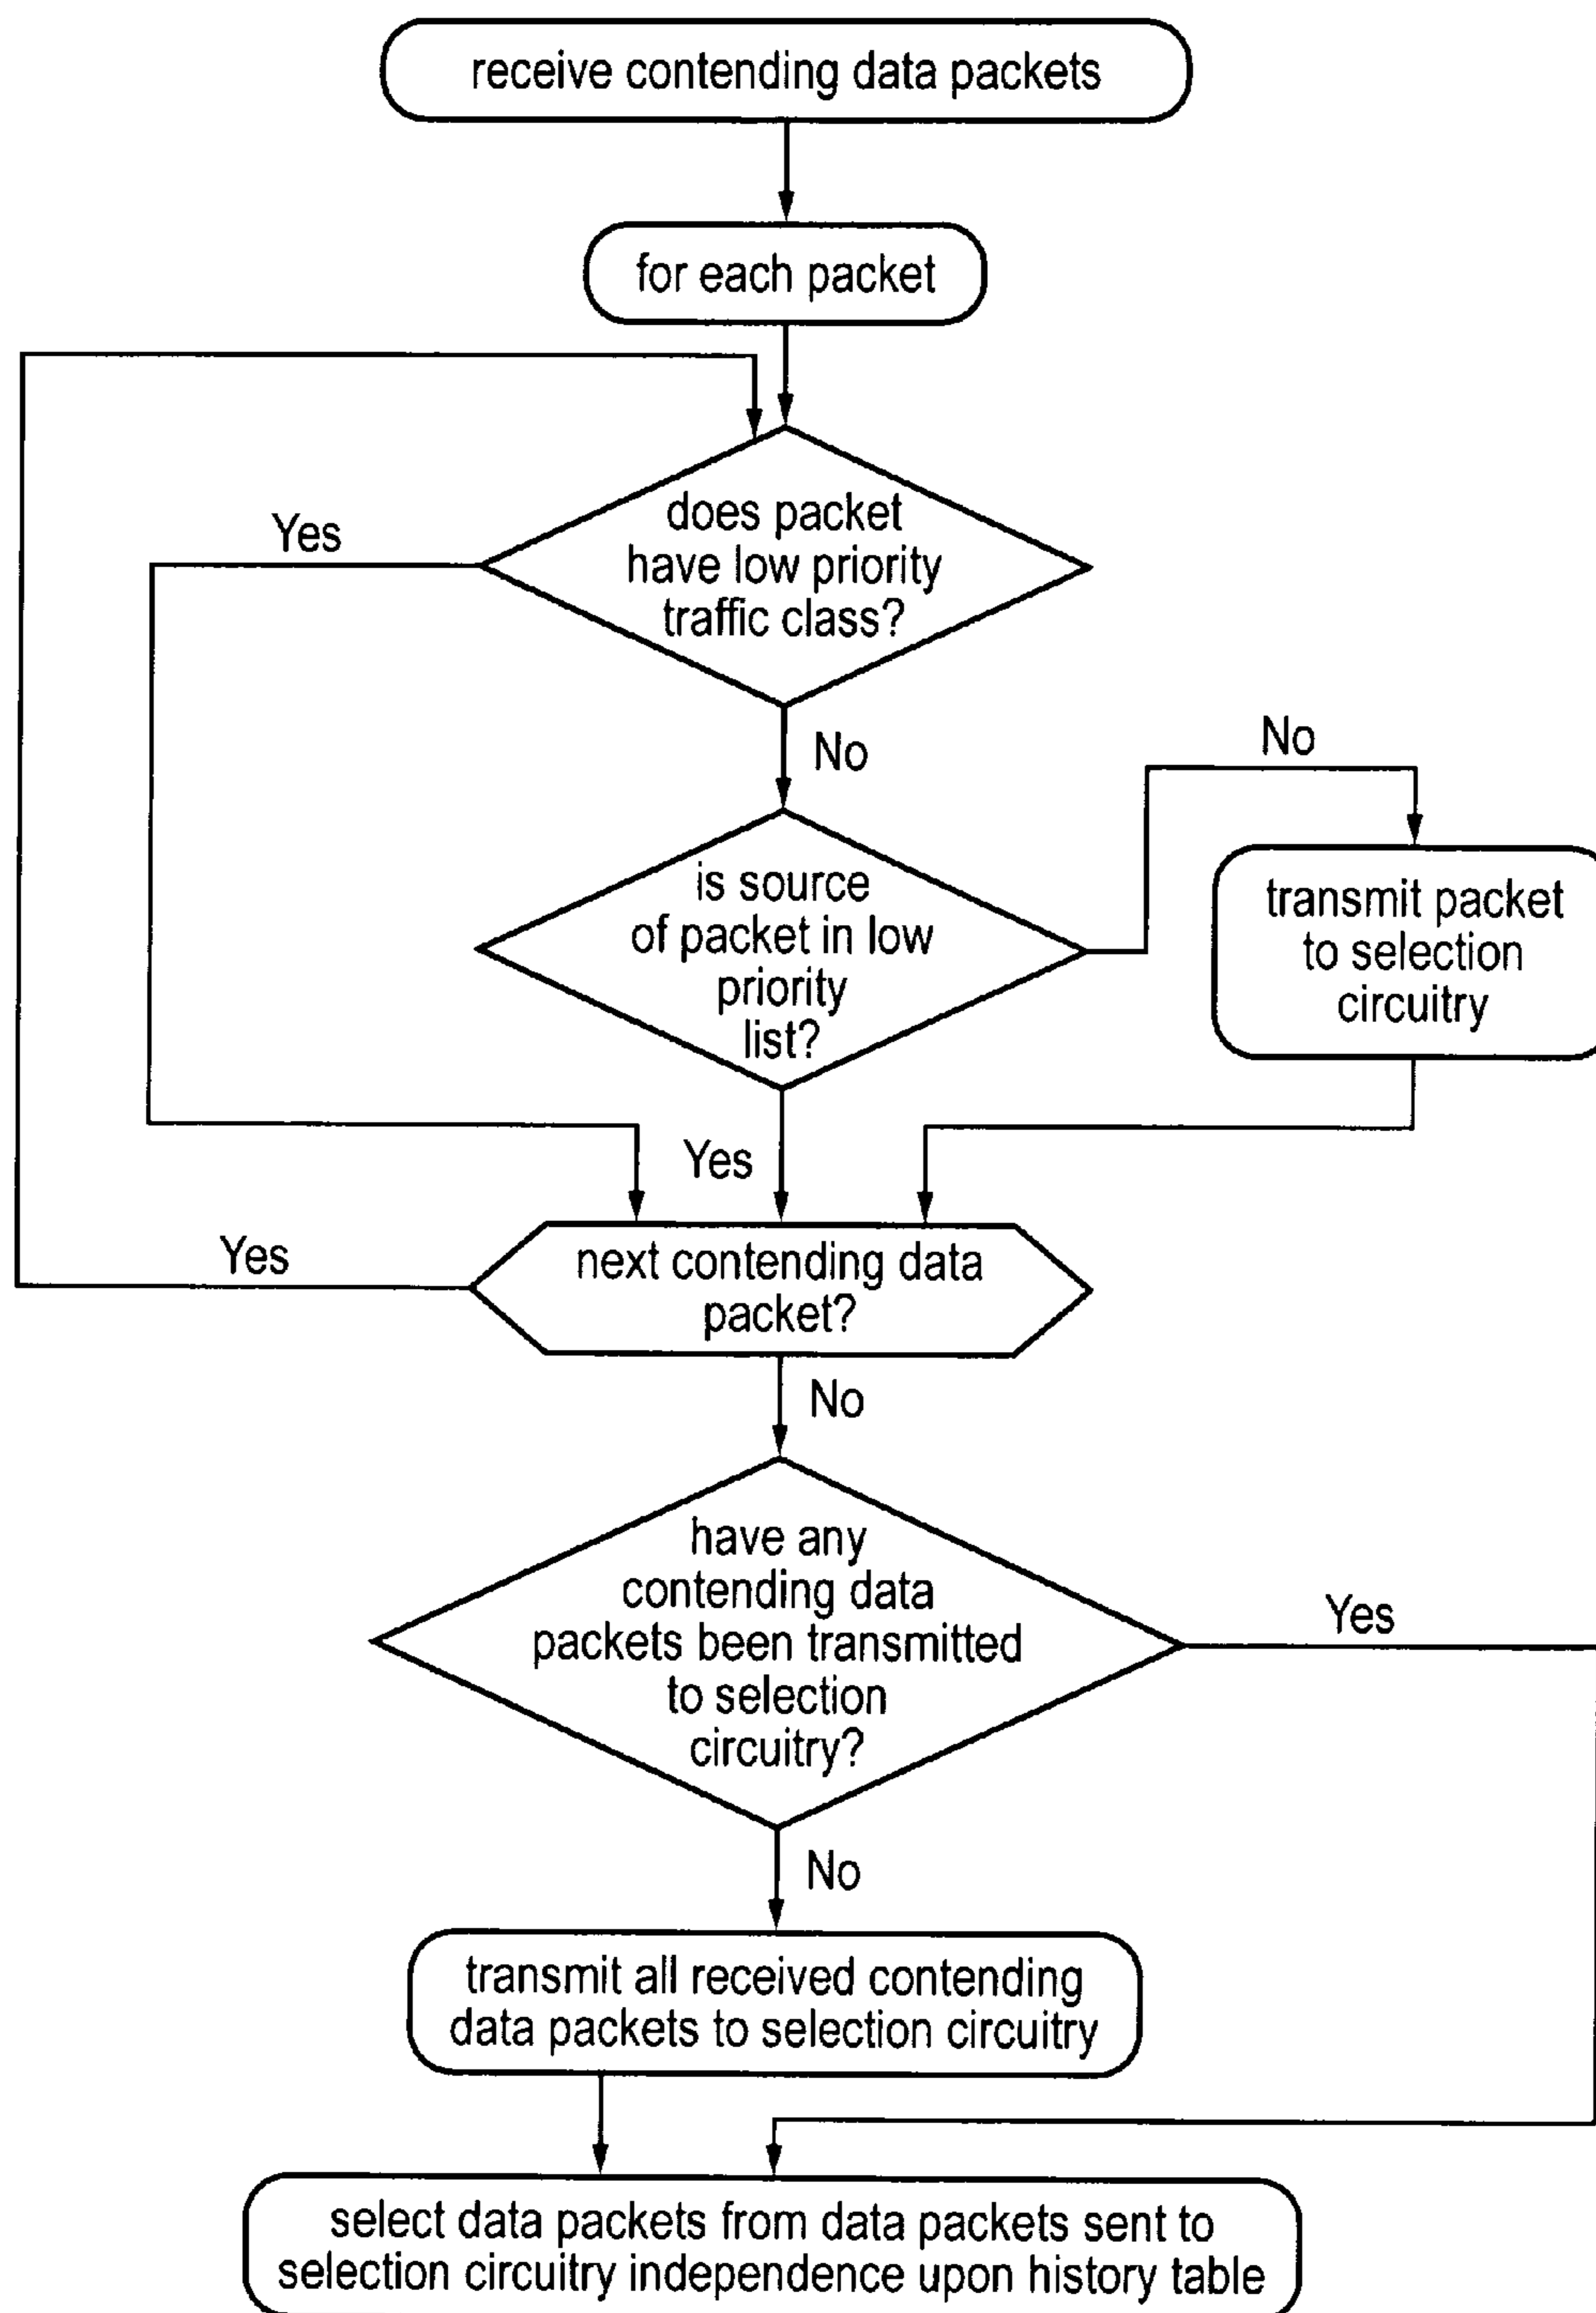 receive contending data packets
for each packet
does packet
have low priority
traffic class?
Yes
No
is source
of packet in low
priority
list?
No
transmit packet
to selection
circuitry
Yes
next contending data
packet?
Yes
No
have any
contending data
packets been transmitted
to selection
circuitry?
Yes
No
transmit all received contending
data packets to selection circuitry
select data packets from data packets sent to
selection circuitry independence upon history table